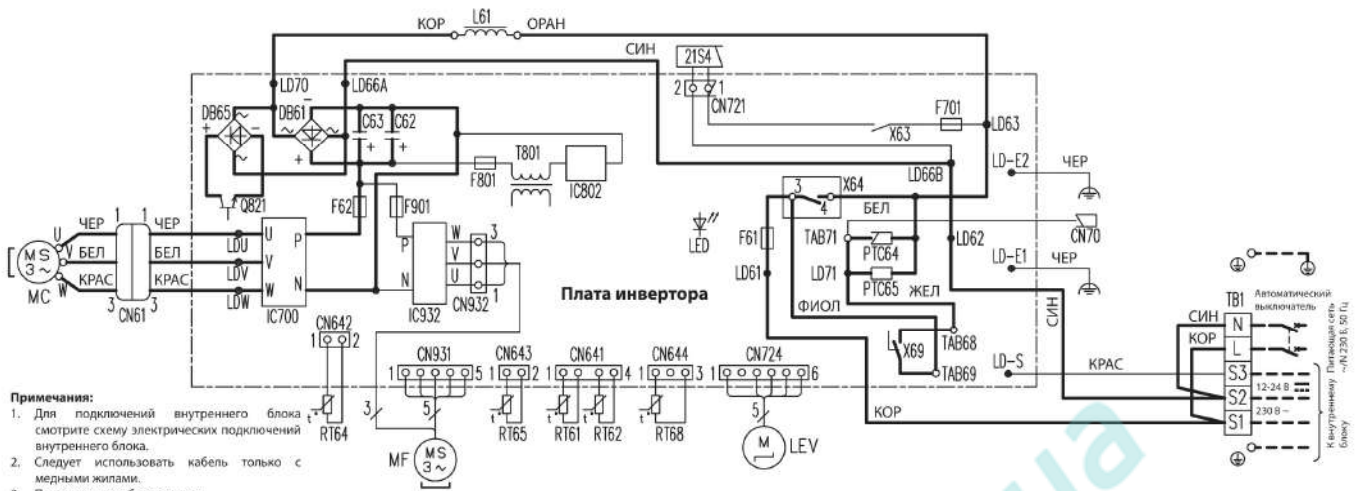 КОР L61 ОРАН
СИН
21S4
2 1
CN721
LD70 LD66A
DB65 DB61
+ - ~ ~
- ~ ~ +
C63 C62
+ +
F701
X63
LD63
Q821
T801
F801
IC802
LD66B
LD-E2 ЧЕР
F62 F901
3 X64
4
БЕЛ
CN70
LED
F61
TAB71
PTC64
LD62
LD-E1 ЧЕР
LD61
LD71
PTC65
U ЧЕР 1 1 ЧЕР LDU U P
MS 3~ V БЕЛ БЕЛ LDV V
W КРАС КРАС LDW W N
MC 3 3
CN61
IC700
P W 3
V
N U 1
IC932 CN932
Плата инвертора
ФИОЛ
ЖЕЛ
СИН
TB1
Автоматический
выключатель
СИН N
КОР L
S3
S2
S1
12-24 В
230 В ~
Питающая сеть
~/N 230 В, 50 Гц
К внутреннему
блоку
X69
TAB68
TAB69
LD-S КРАС
CN642
1 2
CN931
1 5
CN643
1 2
CN641
1 4
CN644
1 3
CN724
1 6
КОР
t° RT64
3
5
t° RT65
t° RT61
t° RT62
t° RT68
5
MF MS 3~
M LEV
Примечания:
1. Для подключений внутреннего блока
смотрите схему электрических подключений
внутреннего блока.
2. Следует использовать кабель только с
медными жилами.